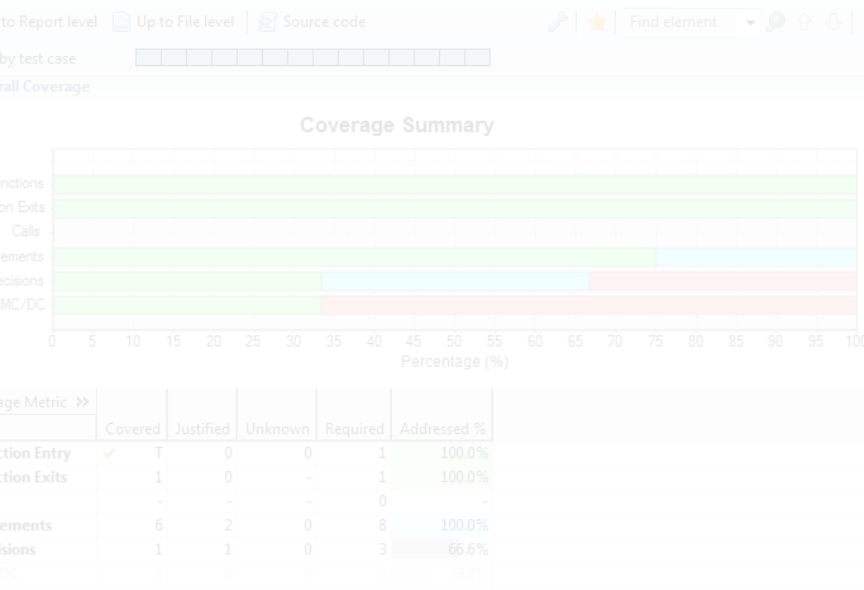 to Report level Up to File level Source code Find element
by test case
rall Coverage
Coverage Summary
nctions
on Exits
Calls
ements
ecisions
MC/DC
0 5 10 15 20 25 30 35 40 45 50 55 60 65 70 75 80 85 90 95 100
Percentage (%)
age Metric »
Covered Justified Unknown Required Addressed %
ction Entry T 0 0 1 100.0%
ction Exits 1 0 - 1 100.0%
- - - 0 -
ements 6 2 0 8 100.0%
isions 1 1 0 3 66.6%